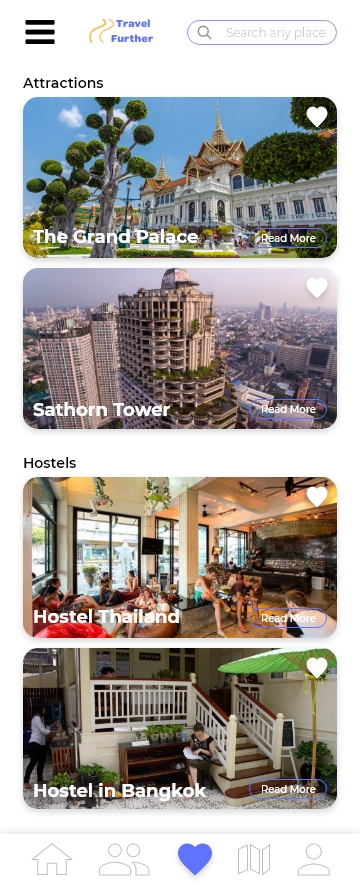 Travel
Further
Search any place
Attractions
The Grand Palace
Read More
Sathorn Tower
Read More
Hostels
Hostel Thailand
Read More
Hostel in Bangkok
Read More